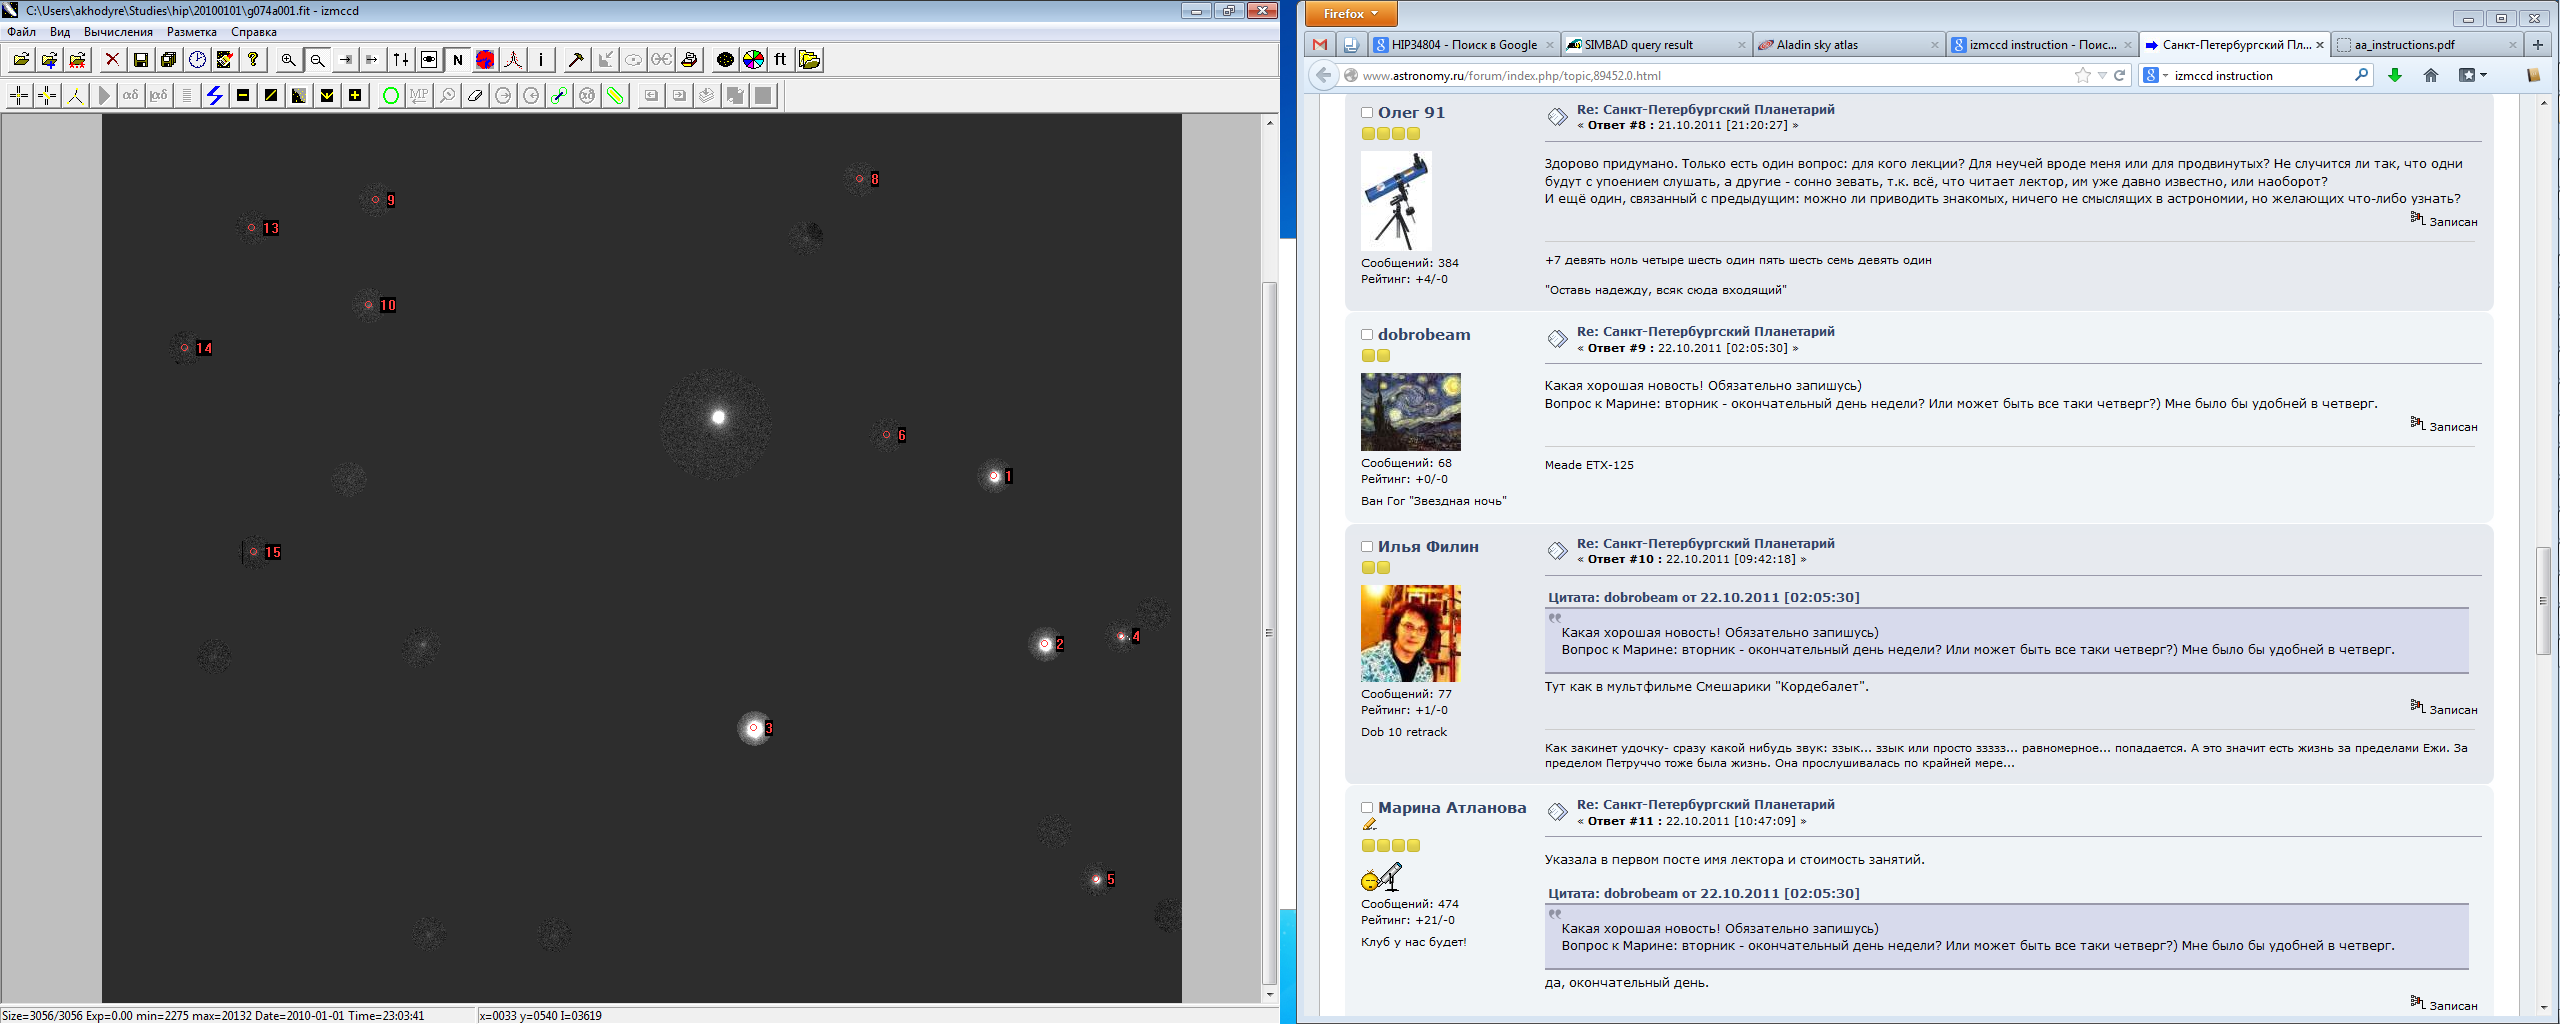 C:\Users\akhodyre\Studies\hip\20100101\g074a001.fit - izmccd
Файл Вид Вычисления Разметка Справка
N i ft
αδ αδ MP αδ
8
9
13
10
14
6
1
15
2
4
3
5
Size=3056/3056 Exp=0.00 min=2275 max=20132 Date=2010-01-01 Time=23:03:41 x=0033 y=0540 I=03619
Firefox
HIP34804 - Поиск в Google
SIMBAD query result
Aladin sky atlas
izmccd instruction - Поис...
Санкт-Петербургский Пл...
aa_instructions.pdf
www.astronomy.ru/forum/index.php/topic,89452.0.html
izmccd instruction
Олег 91
Сообщений: 384
Рейтинг: +4/-0
Re: Санкт-Петербургский Планетарий
« Ответ #8 : 21.10.2011 [21:20:27] »
Здорово придумано. Только есть один вопрос: для кого лекции? Для неучей вроде меня или для продвинутых? Не случится ли так, что одни
будут с упоением слушать, а другие - сонно зевать, т.к. всё, что читает лектор, им уже давно известно, или наоборот?
И ещё один, связанный с предыдущим: можно ли приводить знакомых, ничего не смыслящих в астрономии, но желающих что-либо узнать?
Записан
+7 девять ноль четыре шесть один пять шесть семь девять один
"Оставь надежду, всяк сюда входящий"
dobrobeam
Сообщений: 68
Рейтинг: +0/-0
Ван Гог "Звездная ночь"
Re: Санкт-Петербургский Планетарий
« Ответ #9 : 22.10.2011 [02:05:30] »
Какая хорошая новость! Обязательно запишусь)
Вопрос к Марине: вторник - окончательный день недели? Или может быть все таки четверг?) Мне было бы удобней в четверг.
Записан
Meade ETX-125
Илья Филин
Сообщений: 77
Рейтинг: +1/-0
Dob 10 retrack
Re: Санкт-Петербургский Планетарий
« Ответ #10 : 22.10.2011 [09:42:18] »
Цитата: dobrobeam от 22.10.2011 [02:05:30]
Какая хорошая новость! Обязательно запишусь)
Вопрос к Марине: вторник - окончательный день недели? Или может быть все таки четверг?) Мне было бы удобней в четверг.
Тут как в мультфильме Смешарики "Кордебалет".
Записан
Как закинет удочку- сразу какой нибудь звук: ззык... ззык или просто ззззз... равномерное... попадается. А это значит есть жизнь за пределами Ежи. За
пределом Петруччо тоже была жизнь. Она прослушивалась по крайней мере...
Марина Атланова
Сообщений: 474
Рейтинг: +21/-0
Клуб у нас будет!
Re: Санкт-Петербургский Планетарий
« Ответ #11 : 22.10.2011 [10:47:09] »
Указала в первом посте имя лектора и стоимость занятий.
Цитата: dobrobeam от 22.10.2011 [02:05:30]
Какая хорошая новость! Обязательно запишусь)
Вопрос к Марине: вторник - окончательный день недели? Или может быть все таки четверг?) Мне было бы удобней в четверг.
да, окончательный день.
Записан